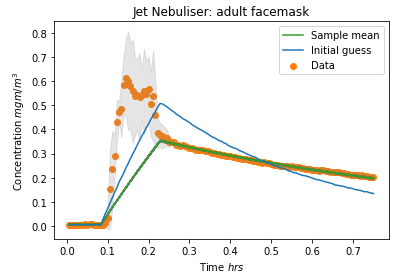 Jet Nebuliser: adult facemask
Sample mean
Initial guess
Data
Concentration mgm/m³
0.8
0.7
0.6
0.5
0.4
0.3
0.2
0.1
0.0
0.0 0.1 0.2 0.3 0.4 0.5 0.6 0.7
Time hrs